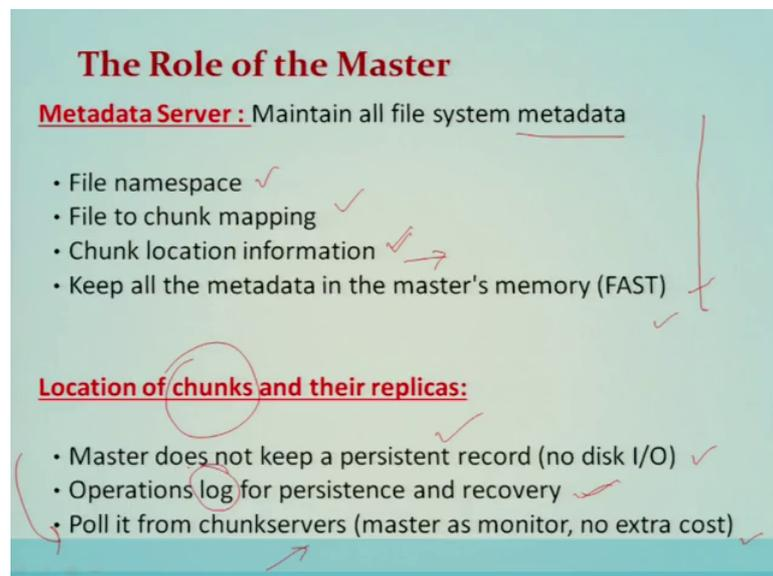 The Role of the Master
Metadata Server : Maintain all file system metadata
• File namespace
• File to chunk mapping
• Chunk location information
• Keep all the metadata in the master's memory (FAST)
Location of chunks and their replicas:
• Master does not keep a persistent record (no disk I/O)
• Operations log for persistence and recovery
• Poll it from chunkservers (master as monitor, no extra cost)